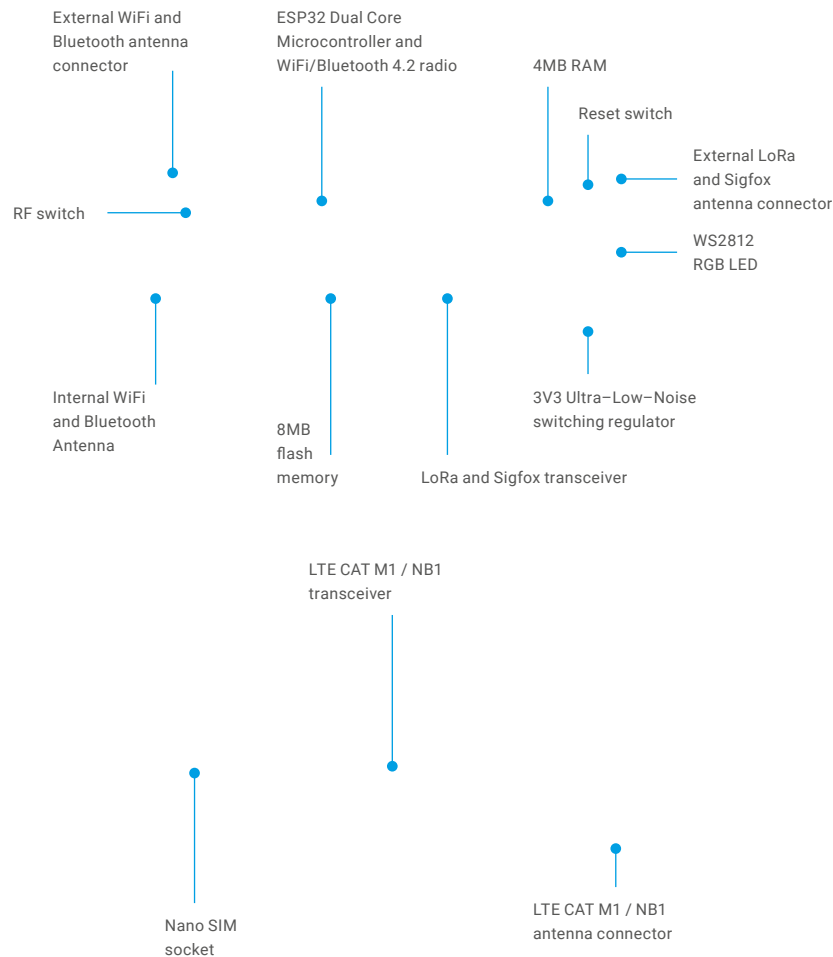 External WiFi and
Bluetooth antenna
connector
ESP32 Dual Core
Microcontroller and
WiFi/Bluetooth 4.2 radio
4MB RAM
Reset switch
External LoRa
and Sigfox
antenna connector
RF switch
WS2812
RGB LED
Internal WiFi
and Bluetooth
Antenna
8MB
flash
memory
LoRa and Sigfox transceiver
3V3 Ultra–Low–Noise
switching regulator
LTE CAT M1 / NB1
transceiver
Nano SIM
socket
LTE CAT M1 / NB1
antenna connector